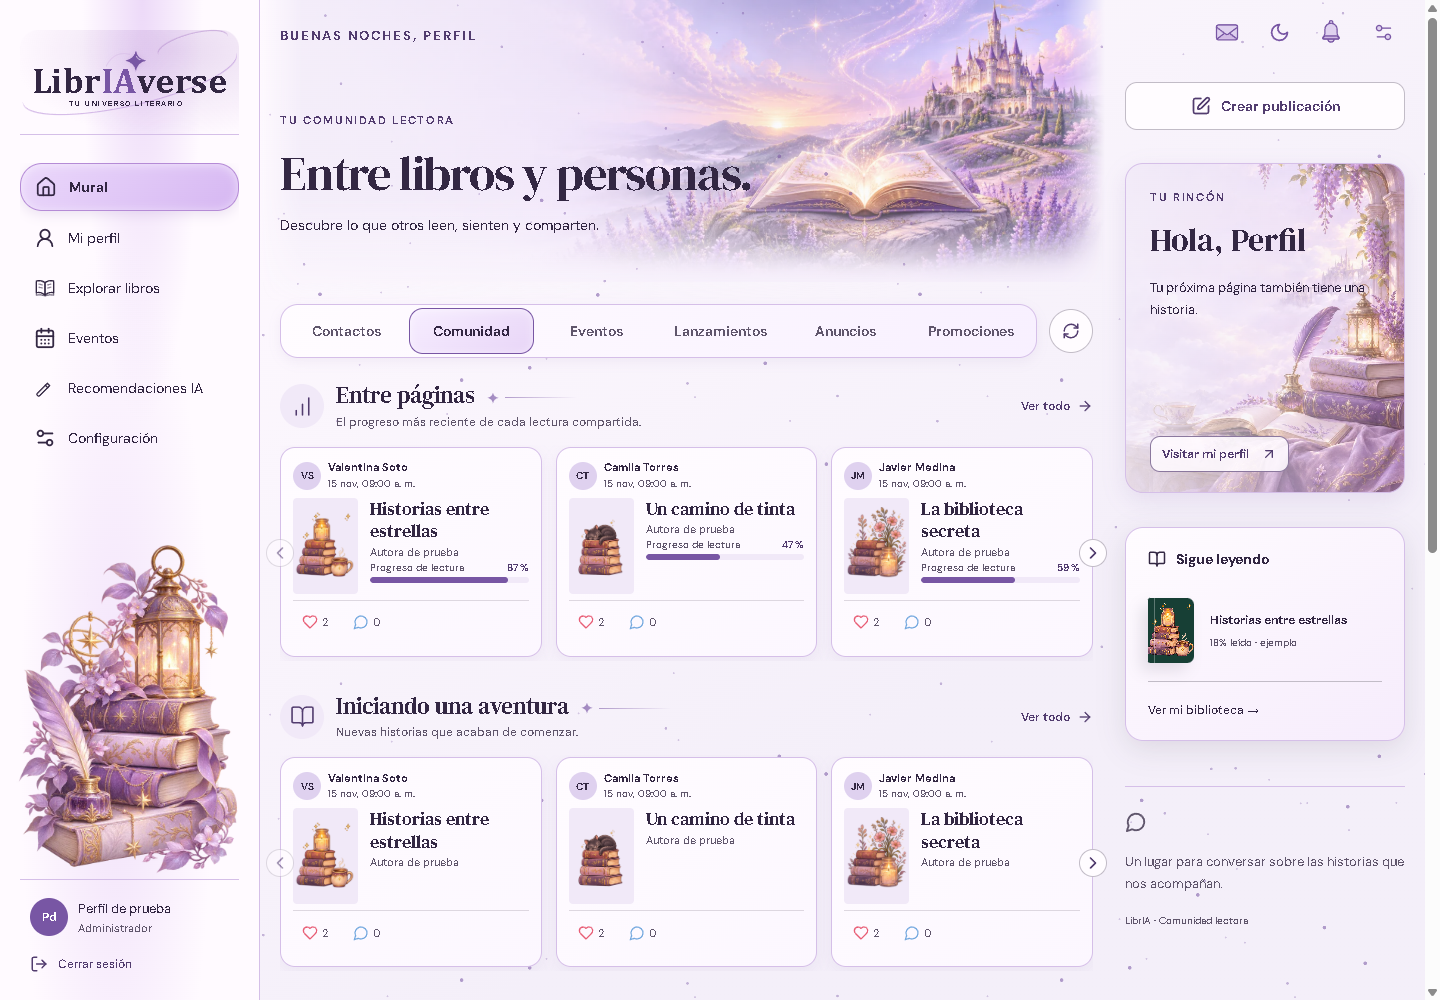 LibrIAverse
TU UNIVERSO LITERARIO
Mural
Mi perfil
Explorar libros
Eventos
Recomendaciones IA
Configuración
Pd
Perfil de prueba
Administrador
Cerrar sesión
BUENAS NOCHES, PERFIL
TU COMUNIDAD LECTORA
Entre libros y personas.
Descubre lo que otros leen, sienten y comparten.
Contactos
Comunidad
Eventos
Lanzamientos
Anuncios
Promociones
Entre páginas
El progreso más reciente de cada lectura compartida.
Ver todo →
VS
Valentina Soto
15 nov, 09:00 a. m.
Historias entre
estrellas
Autora de prueba
Progreso de lectura 87%
2 0
CT
Camila Torres
15 nov, 09:00 a. m.
Un camino de tinta
Autora de prueba
Progreso de lectura 47%
2 0
JM
Javier Medina
15 nov, 09:00 a. m.
La biblioteca
secreta
Autora de prueba
Progreso de lectura 59%
2 0
Iniciando una aventura
Nuevas historias que acaban de comenzar.
Ver todo →
VS
Valentina Soto
15 nov, 09:00 a. m.
Historias entre
estrellas
Autora de prueba
2 0
CT
Camila Torres
15 nov, 09:00 a. m.
Un camino de tinta
Autora de prueba
2 0
JM
Javier Medina
15 nov, 09:00 a. m.
La biblioteca
secreta
Autora de prueba
2 0
Crear publicación
TU RINCÓN
Hola, Perfil
Tu próxima página también tiene una
historia.
Visitar mi perfil
Sigue leyendo
Historias entre estrellas
18% leído · ejemplo
Ver mi biblioteca →
Un lugar para conversar sobre las historias que
nos acompañan.
LibrIA · Comunidad lectora